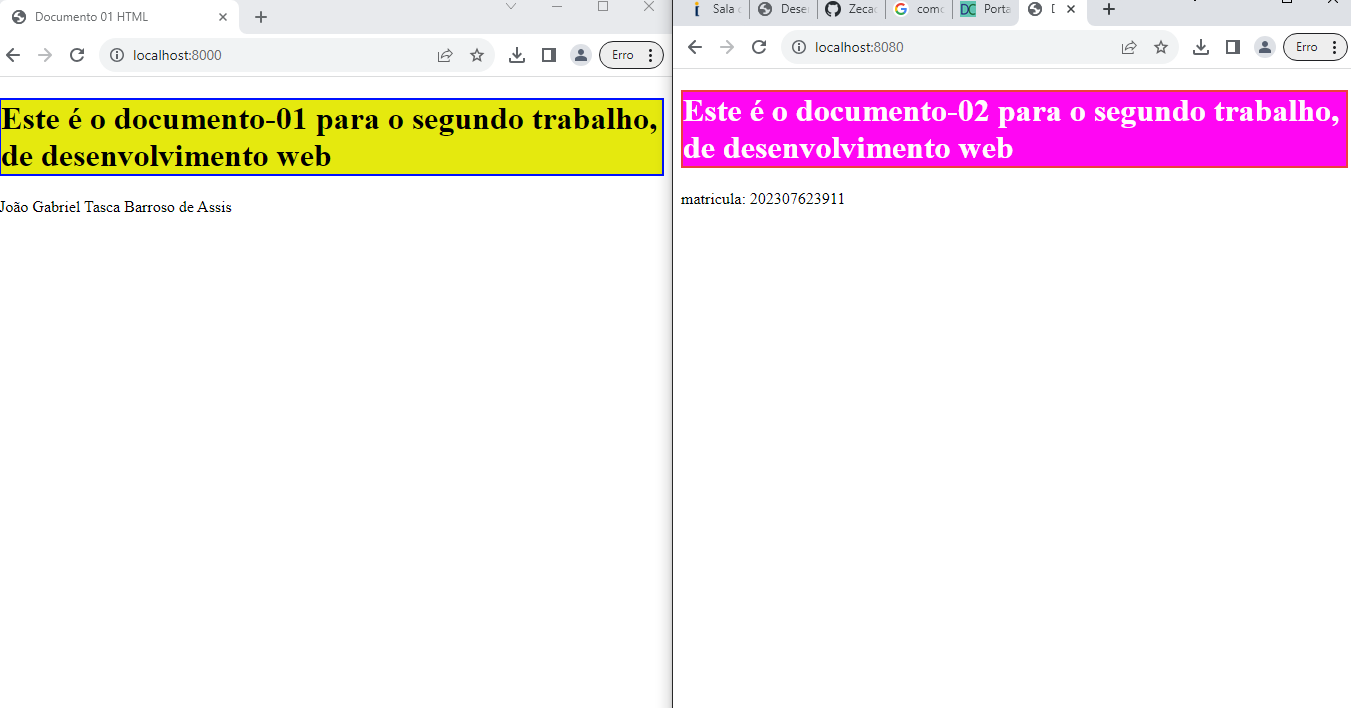 Documento 01 HTML
localhost:8000
Erro
Este é o documento-01 para o segundo trabalho,
de desenvolvimento web
João Gabriel Tasca Barroso de Assis
Sala
Deser
Zeca
como
Porta
localhost:8080
Erro
Este é o documento-02 para o segundo trabalho,
de desenvolvimento web
matricula: 202307623911